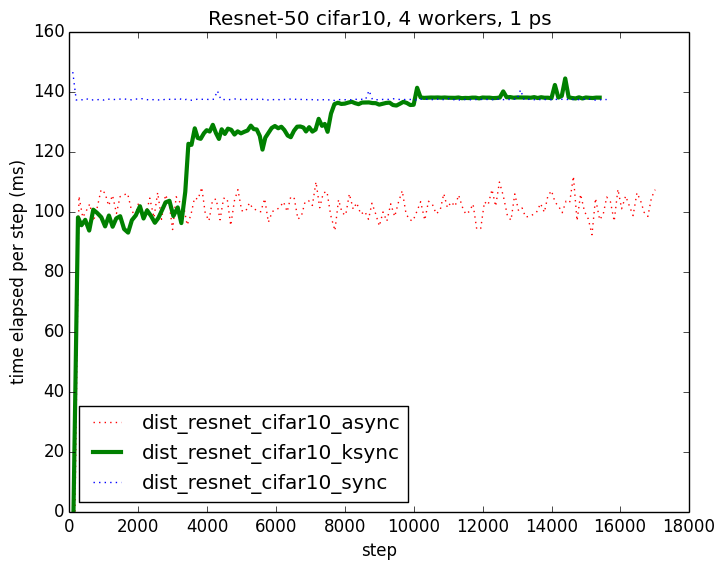 Resnet-50 cifar10, 4 workers, 1 ps
160
140
120
100
80
60
40
20
0
time elapsed per step (ms)
dist_resnet_cifar10_async
dist_resnet_cifar10_ksync
dist_resnet_cifar10_sync
0 2000 4000 6000 8000 10000 12000 14000 16000 18000
step